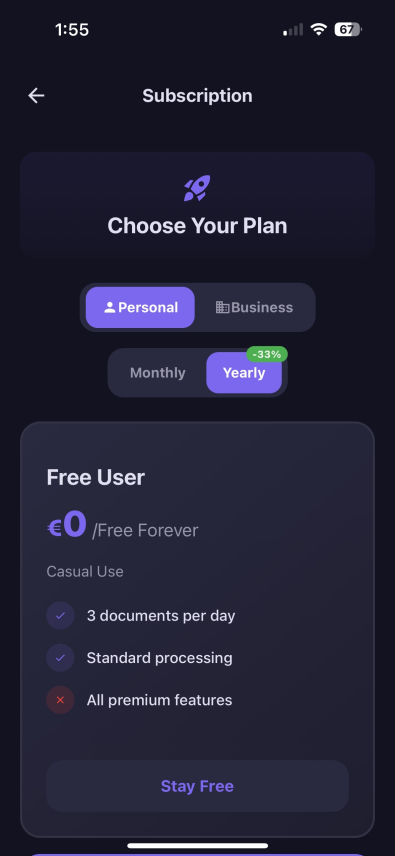 1:55
67
Subscription
Choose Your Plan
Personal
Business
-33%
Monthly
Yearly
Free User
€0 /Free Forever
Casual Use
3 documents per day
Standard processing
All premium features
Stay Free